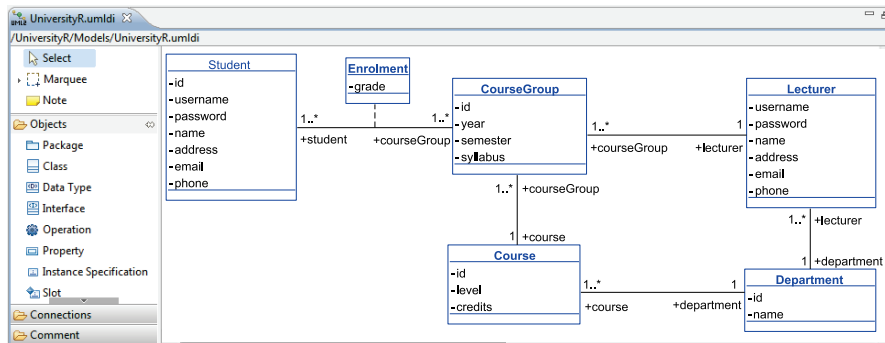 UniversityR.umldi
/UniversityR/Models/UniversityR.umldi
Select
Marquee
Note
Objects
Package
Class
Data Type
Interface
Operation
Property
Instance Specification
Slot
Connections
Comment
Student
-id
-username
-password
-name
-address
-email
-phone
Enrolment
-grade
1..*
+student
1..*
+courseGroup
CourseGroup
-id
-year
-semester
-syllabus
1..*
+courseGroup
1
+lecturer
Lecturer
-username
-password
-name
-address
-email
-phone
1..*
+courseGroup
1
+course
1..*
+lecturer
1
+department
Course
-id
-level
-credits
1..*
+course
1
+department
Department
-id
-name